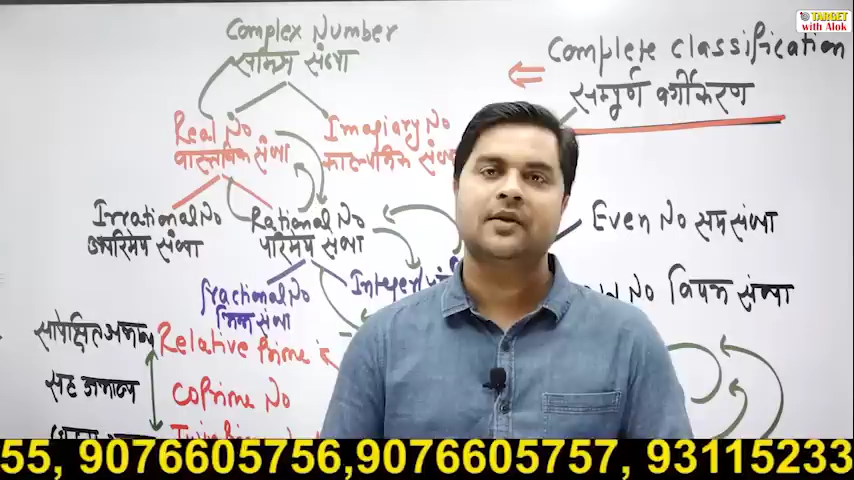 TARGET
with Alok
Complex Number
सम्मिश्र संख्या
Complete classification
सम्पूर्ण वर्गीकरण
Real No
वास्तविक संख्या
Imagiary No
काल्पनिक संख्या
Irrational No
अपरिमेय संख्या
Rational No
परिमेय संख्या
Even No सम संख्या
fractional No
भिन्न संख्या
Integer
No विषम संख्या
सापेक्षित अभाज्य
Relative Prime
सह अभाज्य
CoPrime No
55, 9076605756,9076605757, 93115233